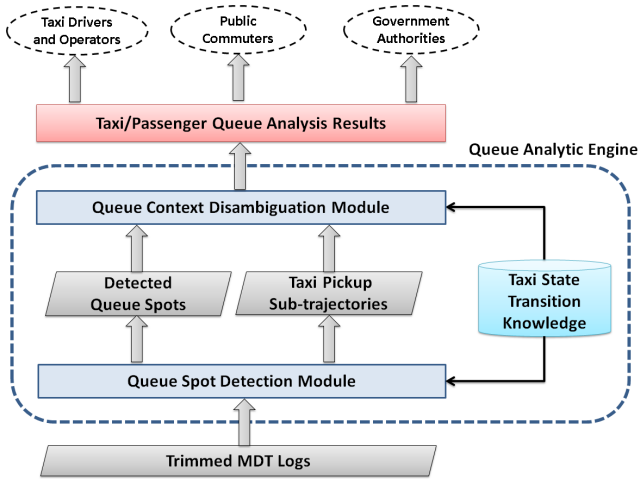 Taxi Drivers
and Operators
Public
Commuters
Government
Authorities
Taxi/Passenger Queue Analysis Results
Queue Analytic Engine
Queue Context Disambiguation Module
Detected
Queue Spots
Taxi Pickup
Sub-trajectories
Taxi State
Transition
Knowledge
Queue Spot Detection Module
Trimmed MDT Logs